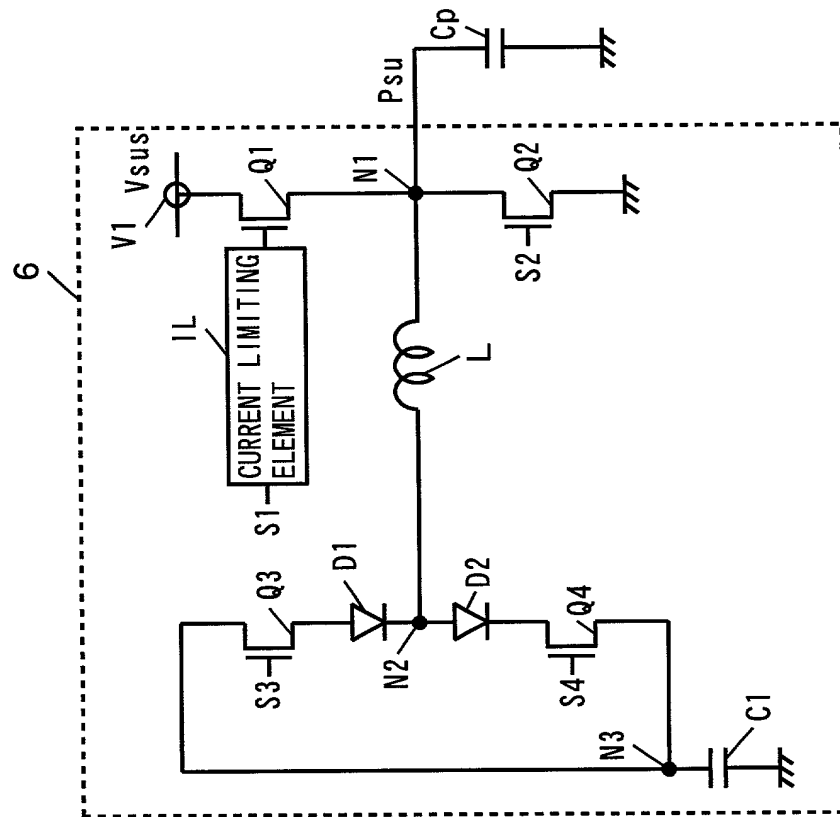 6
V1
Vsus
IL
S1
CURRENT LIMITING
ELEMENT
Q1
Psu
Cp
N1
L
S2
Q2
S3
Q3
D1
N2
D2
S4
Q4
N3
C1